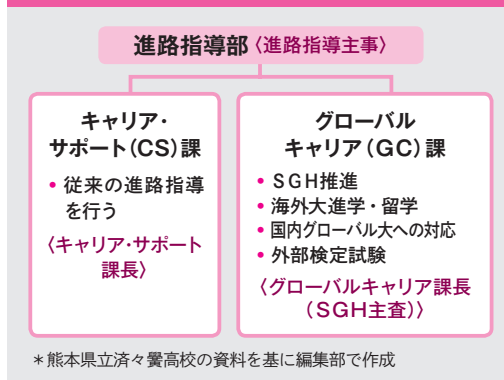 進路指導部〈進路指導主事〉
キャリア・
サポート(CS)課
• 従来の進路指導
を行う
〈キャリア・サポート
課長〉
グローバル
キャリア(GC)課
• SGH推進
• 海外大進学・留学
• 国内グローバル大への対応
• 外部検定試験
〈グローバルキャリア課長
(SGH主査)〉
＊熊本県立済々黌高校の資料を基に編集部で作成